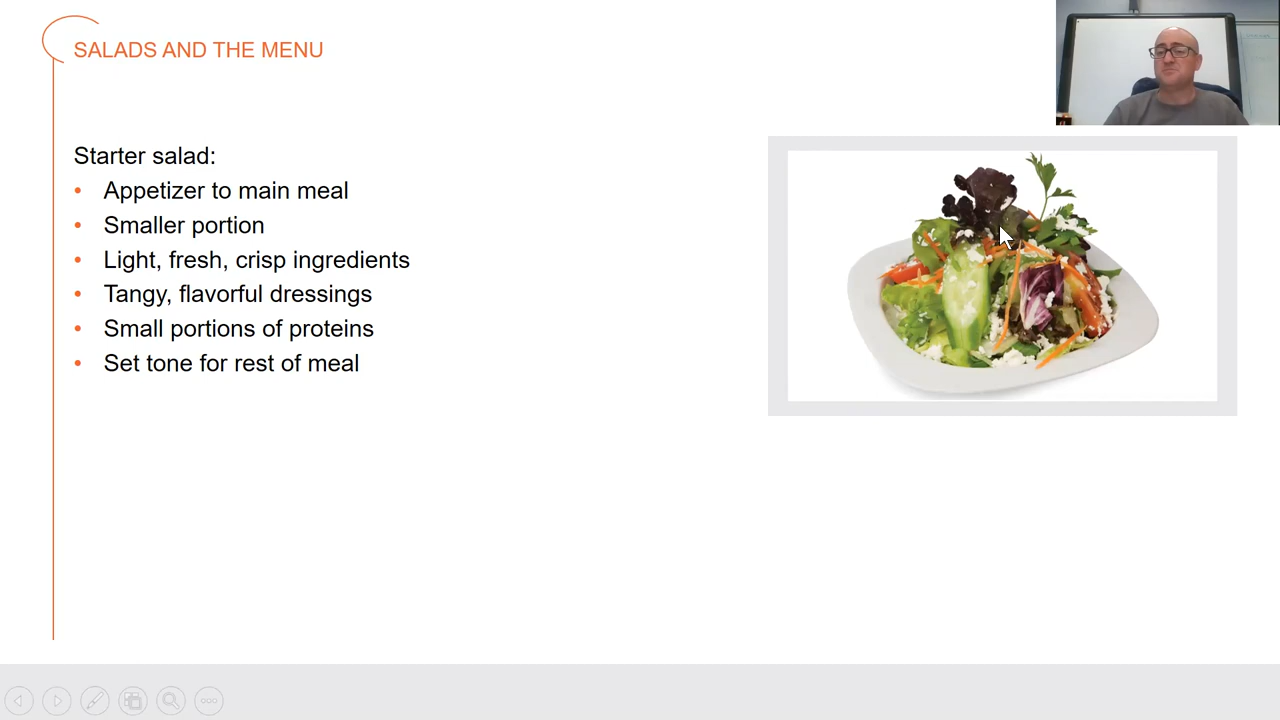 SALADS AND THE MENU
Starter salad:
• Appetizer to main meal
• Smaller portion
• Light, fresh, crisp ingredients
• Tangy, flavorful dressings
• Small portions of proteins
• Set tone for rest of meal